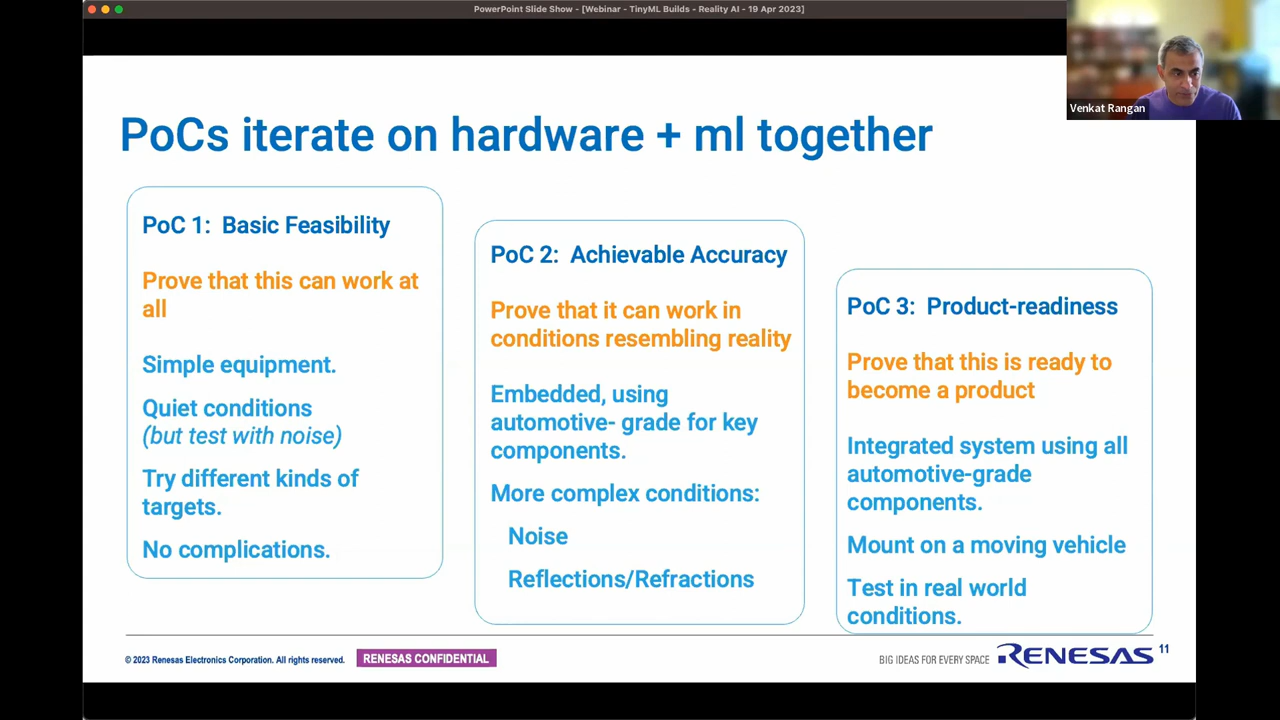 PowerPoint Slide Show - [Webinar - TinyML Builds - Reality AI - 19 Apr 2023]
Venkat Rangan
PoCs iterate on hardware + ml together
PoC 1: Basic Feasibility
Prove that this can work at
all
Simple equipment.
Quiet conditions
(but test with noise)
Try different kinds of
targets.
No complications.
PoC 2: Achievable Accuracy
Prove that it can work in
conditions resembling reality
Embedded, using
automotive- grade for key
components.
More complex conditions:
Noise
Reflections/Refractions
PoC 3: Product-readiness
Prove that this is ready to
become a product
Integrated system using all
automotive-grade
components.
Mount on a moving vehicle
Test in real world
conditions.
© 2023 Renesas Electronics Corporation. All rights reserved.
RENESAS CONFIDENTIAL
BIG IDEAS FOR EVERY SPACE
RENESAS
11